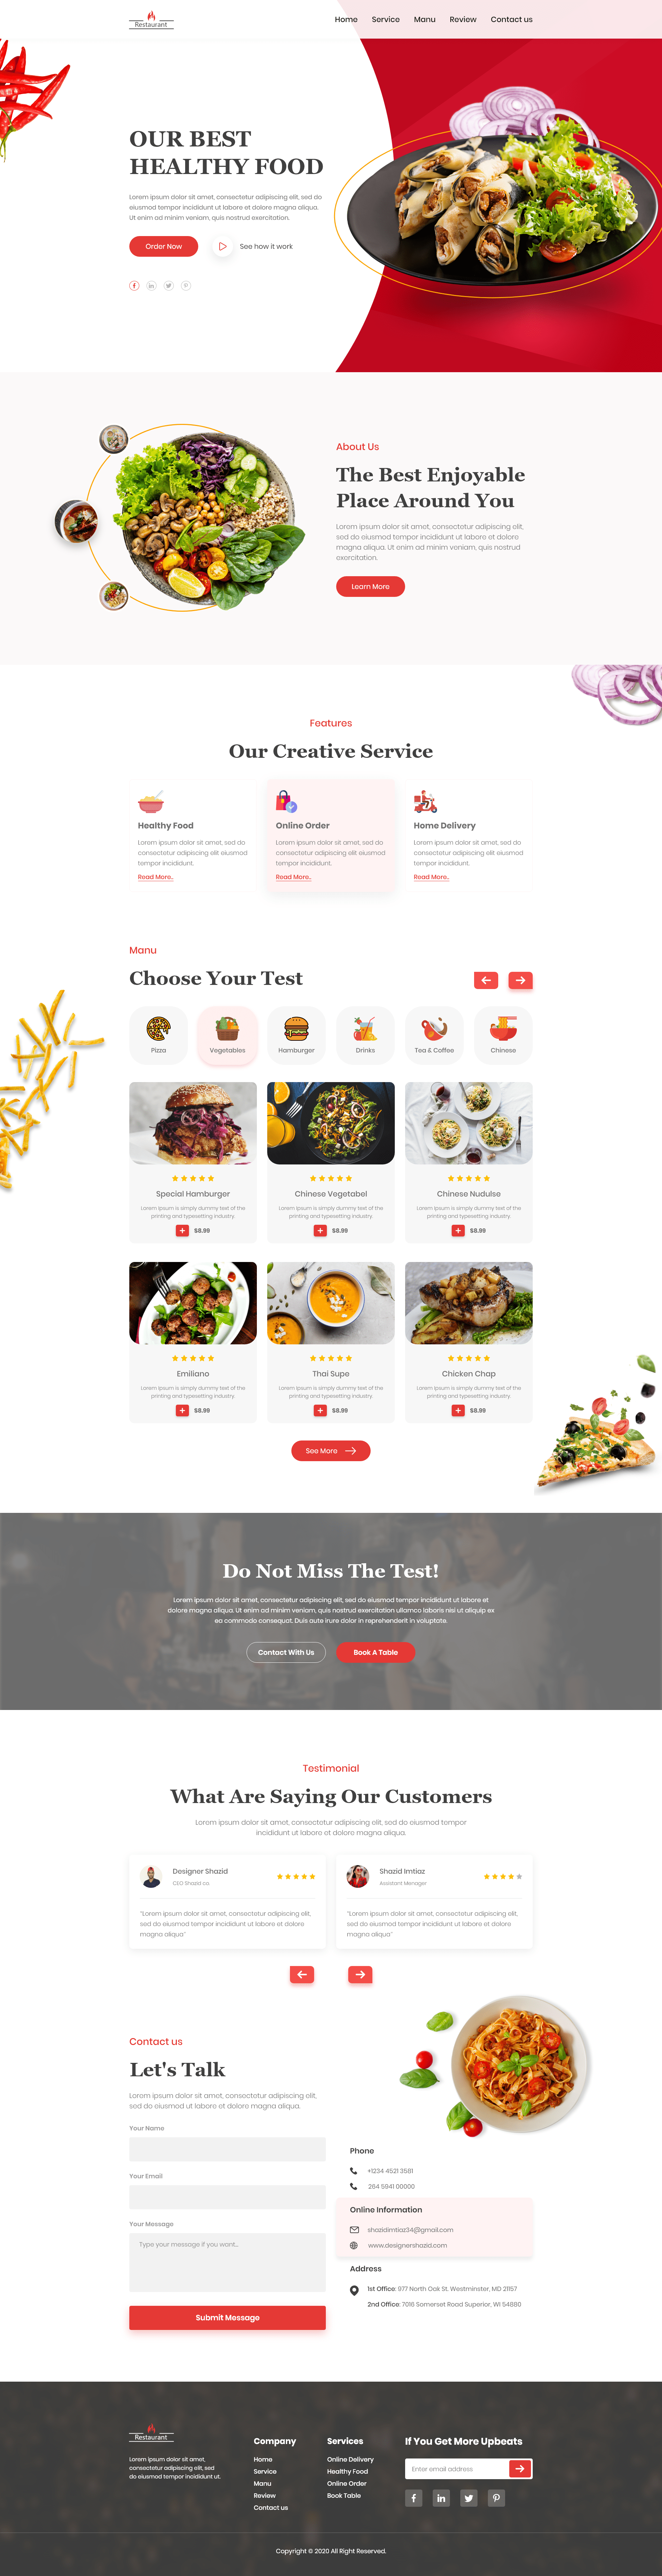 Restaurant
Home Service Manu Review Contact us
OUR BEST
HEALTHY FOOD
Lorem ipsum dolor sit amet, consectetur adipiscing elit, sed do
eiusmod tempor incididunt ut labore et dolore magna aliqua.
Ut enim ad minim veniam, quis nostrud exercitation.
Order Now
See how it work
About Us
The Best Enjoyable
Place Around You
Lorem ipsum dolor sit amet, consectetur adipiscing elit,
sed do eiusmod tempor incididunt ut labore et dolore
magna aliqua. Ut enim ad minim veniam, quis nostrud
exercitation.
Learn More
Features
Our Creative Service
Healthy Food
Lorem ipsum dolor sit amet, sed do
consectetur adipiscing elit eiusmod
tempor incididunt.
Read More..
Online Order
Lorem ipsum dolor sit amet, sed do
consectetur adipiscing elit eiusmod
tempor incididunt.
Read More..
Home Delivery
Lorem ipsum dolor sit amet, sed do
consectetur adipiscing elit eiusmod
tempor incididunt.
Read More..
Manu
Choose Your Test
Pizza
Vegetables
Hamburger
Drinks
Tea & Coffee
Chinese
Special Hamburger
Lorem Ipsum is simply dummy text of the
printing and typesetting industry.
$8.99
Chinese Vegetabel
Lorem Ipsum is simply dummy text of the
printing and typesetting industry.
$8.99
Chinese Nudulse
Lorem Ipsum is simply dummy text of the
printing and typesetting industry.
$8.99
Emiliano
Lorem Ipsum is simply dummy text of the
printing and typesetting industry.
$8.99
Thai Supe
Lorem Ipsum is simply dummy text of the
printing and typesetting industry.
$8.99
Chicken Chap
Lorem Ipsum is simply dummy text of the
printing and typesetting industry.
$8.99
See More
Do Not Miss The Test!
Lorem ipsum dolor sit amet, consectetur adipiscing elit, sed do eiusmod tempor incididunt ut labore et
dolore magna aliqua. Ut enim ad minim veniam, quis nostrud exercitation ullamco laboris nisi ut aliquip ex
ea commodo consequat. Duis aute irure dolor in reprehenderit in voluptate.
Contact With Us
Book A Table
Testimonial
What Are Saying Our Customers
Lorem ipsum dolor sit amet, consectetur adipiscing elit, sed do eiusmod tempor
incididunt ut labore et dolore magna aliqua.
Designer Shazid
CEO Shazid co.
"Lorem ipsum dolor sit amet, consectetur adipiscing elit,
sed do eiusmod tempor incididunt ut labore et dolore
magna aliqua"
Shazid Imtiaz
Assistant Manager
"Lorem ipsum dolor sit amet, consectetur adipiscing elit,
sed do eiusmod tempor incididunt ut labore et dolore
magna aliqua"
Contact us
Let's Talk
Lorem ipsum dolor sit amet, consectetur adipiscing elit,
sed do eiusmod ut labore et dolore magna aliqua.
Your Name
Your Email
Your Message
Type your message if you want...
Submit Message
Phone
+1234 4521 3581
284 5941 00000
Online Information
shazidimtiaz34@gmail.com
www.designershazid.com
Address
1st Office: 977 North Oak St. Westminster, MD 21157
2nd Office: 7016 Somerset Road Superior, WI 54880
Restaurant
Lorem ipsum dolor sit amet,
consectetur adipiscing elit, sed
do eiusmod tempor incididunt ut.
Company
Home
Service
Manu
Review
Contact us
Services
Online Delivery
Healthy Food
Online Order
Book Table
If You Get More Upbeats
Enter email address
Copyright © 2020 All Right Reserved.